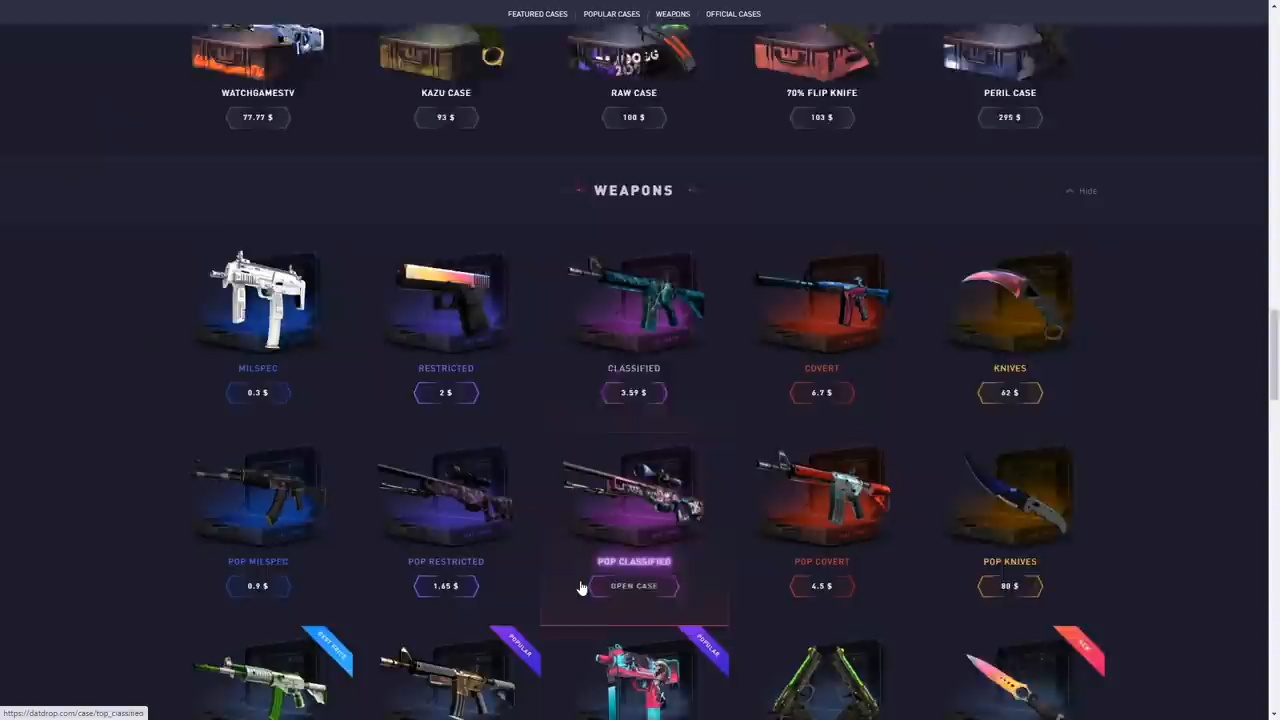 FEATURED CASES POPULAR CASES WEAPONS OFFICIAL CASES
WATCHGAMESTV KAZU CASE RAW CASE 70% FLIP KNIFE PERIL CASE
77.77 $ 93 $ 100 $ 103 $ 295 $
WEAPONS
Hide
MILSPEC RESTRICTED CLASSIFIED COVERT KNIVES
0.3 $ 2 $ 3.59 $ 6.7 $ 62 $
POP MILSPEC POP RESTRICTED POP CLASSIFIED POP COVERT POP KNIVES
0.9 $ 1.65 $ OPEN CASE 4.5 $ 80 $
BEST PRICE POPULAR POPULAR NEW
https://datdrop.com/case/top_classified